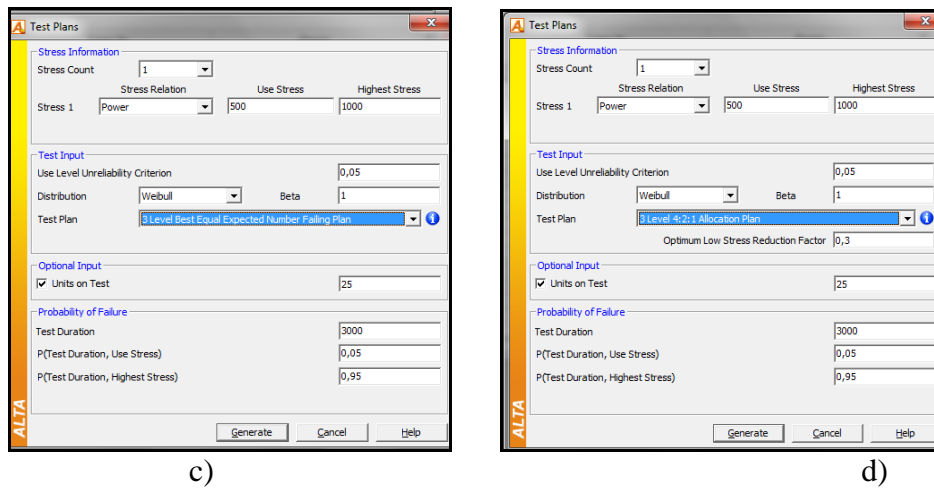 Test Plans
Stress Information
Stress Count 1
Stress Relation Use Stress Highest Stress
Stress 1 Power 500 1000
Test Input
Use Level Unreliability Criterion 0,05
Distribution Weibull Beta 1
Test Plan 3 Level Best Equal Expected Number Failing Plan
Optional Input
Units on Test 25
Probability of Failure
Test Duration 3000
P(Test Duration, Use Stress) 0,05
P(Test Duration, Highest Stress) 0,95
ALTA
Generate Cancel Help
c)
Test Plans
Stress Information
Stress Count 1
Stress Relation Use Stress Highest Stress
Stress 1 Power 500 1000
Test Input
Use Level Unreliability Criterion 0,05
Distribution Weibull Beta 1
Test Plan 3 Level 4:2:1 Allocation Plan
Optimum Low Stress Reduction Factor 0,3
Optional Input
Units on Test 25
Probability of Failure
Test Duration 3000
P(Test Duration, Use Stress) 0,05
P(Test Duration, Highest Stress) 0,95
ALTA
Generate Cancel Help
d)